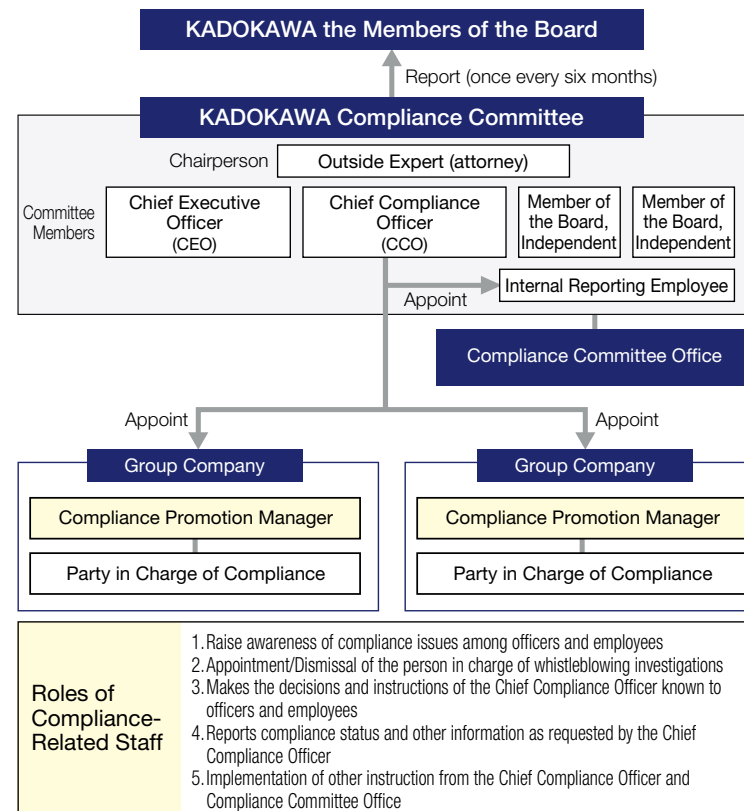 KADOKAWA the Members of the Board
Report (once every six months)
KADOKAWA Compliance Committee
Chairperson
Outside Expert (attorney)
Committee
Members
Chief Executive
Officer
(CEO)
Chief Compliance
Officer
(CCO)
Member of
the Board,
Independent
Member of
the Board,
Independent
Appoint
Internal Reporting Employee
Compliance Committee Office
Appoint
Appoint
Group Company
Compliance Promotion Manager
Party in Charge of Compliance
Group Company
Compliance Promotion Manager
Party in Charge of Compliance
Roles of
Compliance-
Related Staff
1. Raise awareness of compliance issues among officers and employees
2. Appointment/Dismissal of the person in charge of whistleblowing investigations
3. Makes the decisions and instructions of the Chief Compliance Officer known to
officers and employees
4. Reports compliance status and other information as requested by the Chief
Compliance Officer
5. Implementation of other instruction from the Chief Compliance Officer and
Compliance Committee Office